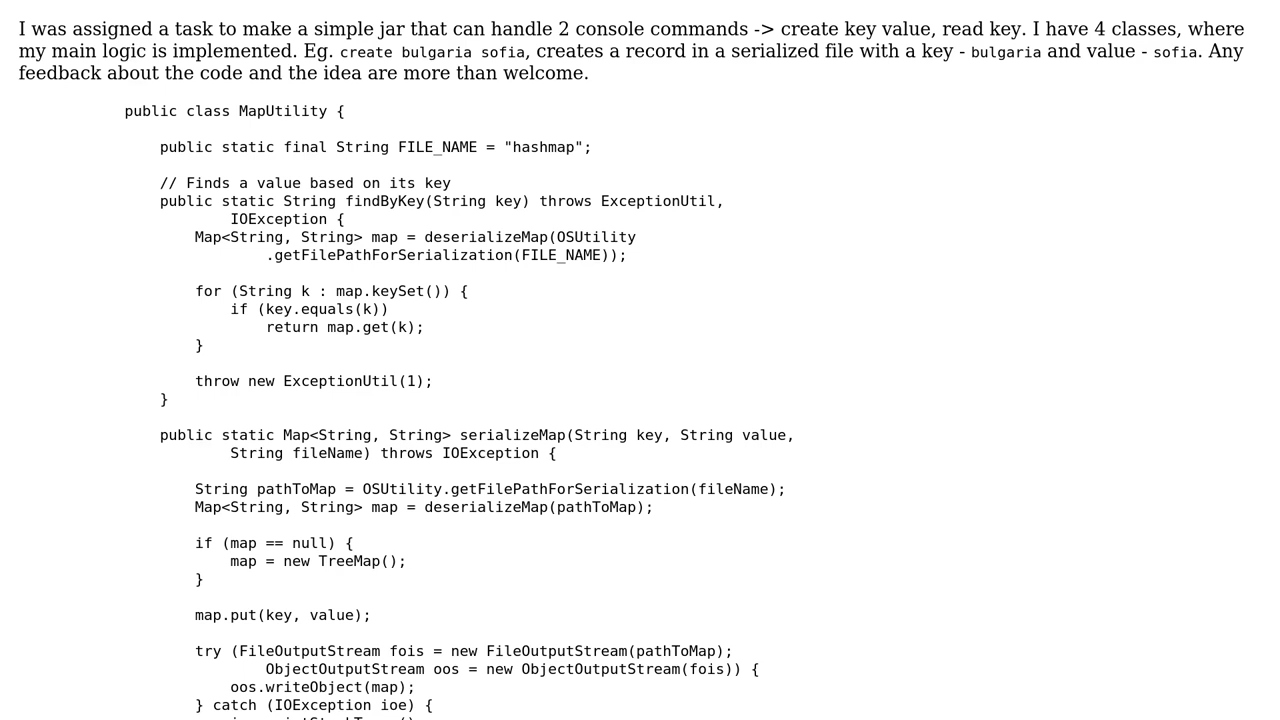 I was assigned a task to make a simple jar that can handle 2 console commands -> create key value, read key. I have 4 classes, where
my main logic is implemented. Eg. create bulgaria sofia, creates a record in a serialized file with a key - bulgaria and value - sofia. Any
feedback about the code and the idea are more than welcome.
public class MapUtility {
public static final String FILE_NAME = "hashmap";
// Finds a value based on its key
public static String findByKey(String key) throws ExceptionUtil,
IOException {
Map<String, String> map = deserializeMap(OSUtility
.getFilePathForSerialization(FILE_NAME));
for (String k : map.keySet()) {
if (key.equals(k))
return map.get(k);
}
throw new ExceptionUtil(1);
}
public static Map<String, String> serializeMap(String key, String value,
String fileName) throws IOException {
String pathToMap = OSUtility.getFilePathForSerialization(fileName);
Map<String, String> map = deserializeMap(pathToMap);
if (map == null) {
map = new TreeMap();
}
map.put(key, value);
try (FileOutputStream fois = new FileOutputStream(pathToMap);
ObjectOutputStream oos = new ObjectOutputStream(fois)) {
oos.writeObject(map);
} catch (IOException ioe) {